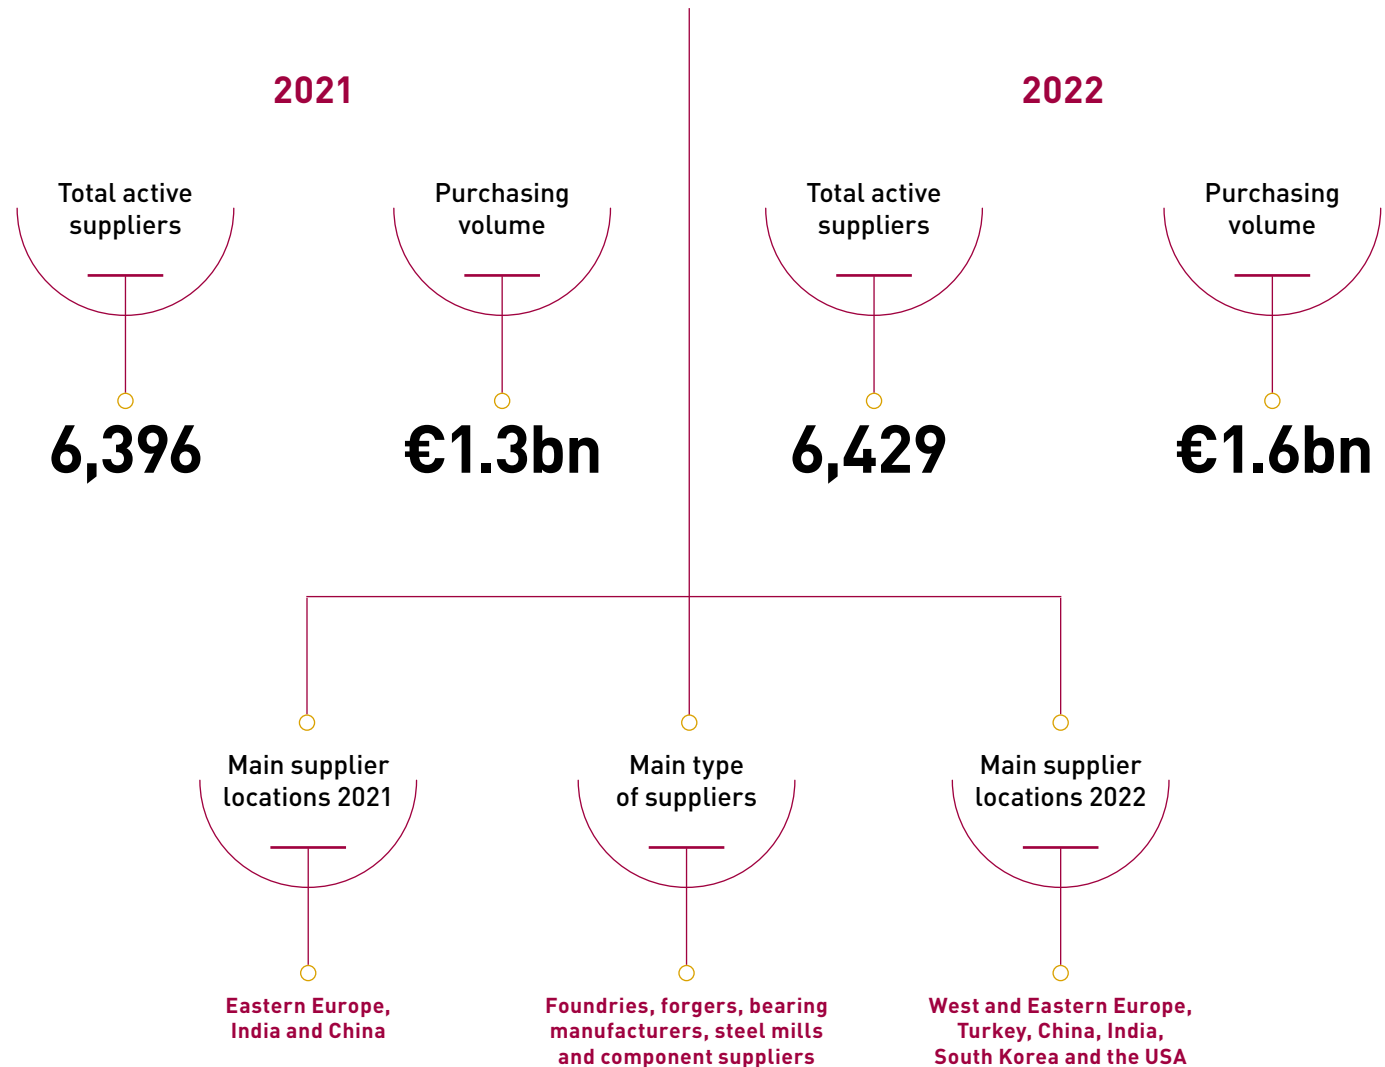 2021
Total active
suppliers
6,396
Purchasing
volume
€1.3bn
2022
Total active
suppliers
6,429
Purchasing
volume
€1.6bn
Main supplier
locations 2021
Eastern Europe,
India and China
Main type
of suppliers
Foundries, forgers, bearing
manufacturers, steel mills
and component suppliers
Main supplier
locations 2022
West and Eastern Europe,
Turkey, China, India,
South Korea and the USA